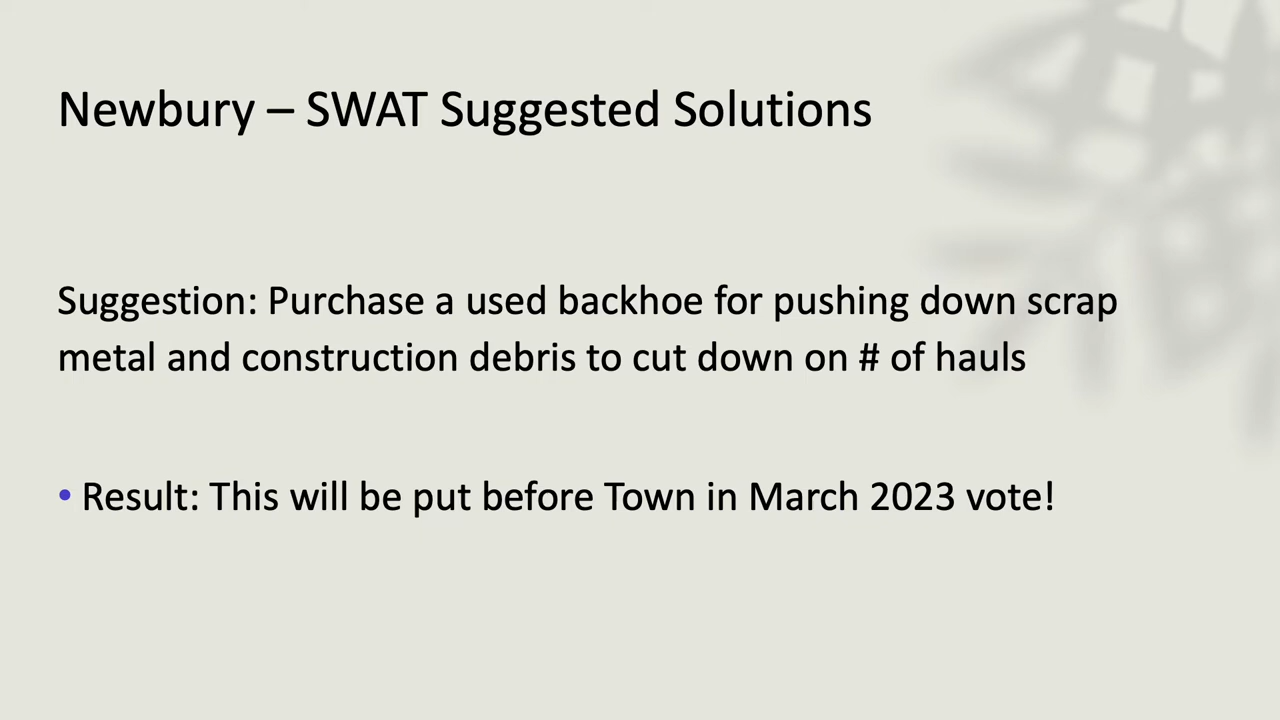 Newbury – SWAT Suggested Solutions
Suggestion: Purchase a used backhoe for pushing down scrap
metal and construction debris to cut down on # of hauls
• Result: This will be put before Town in March 2023 vote!